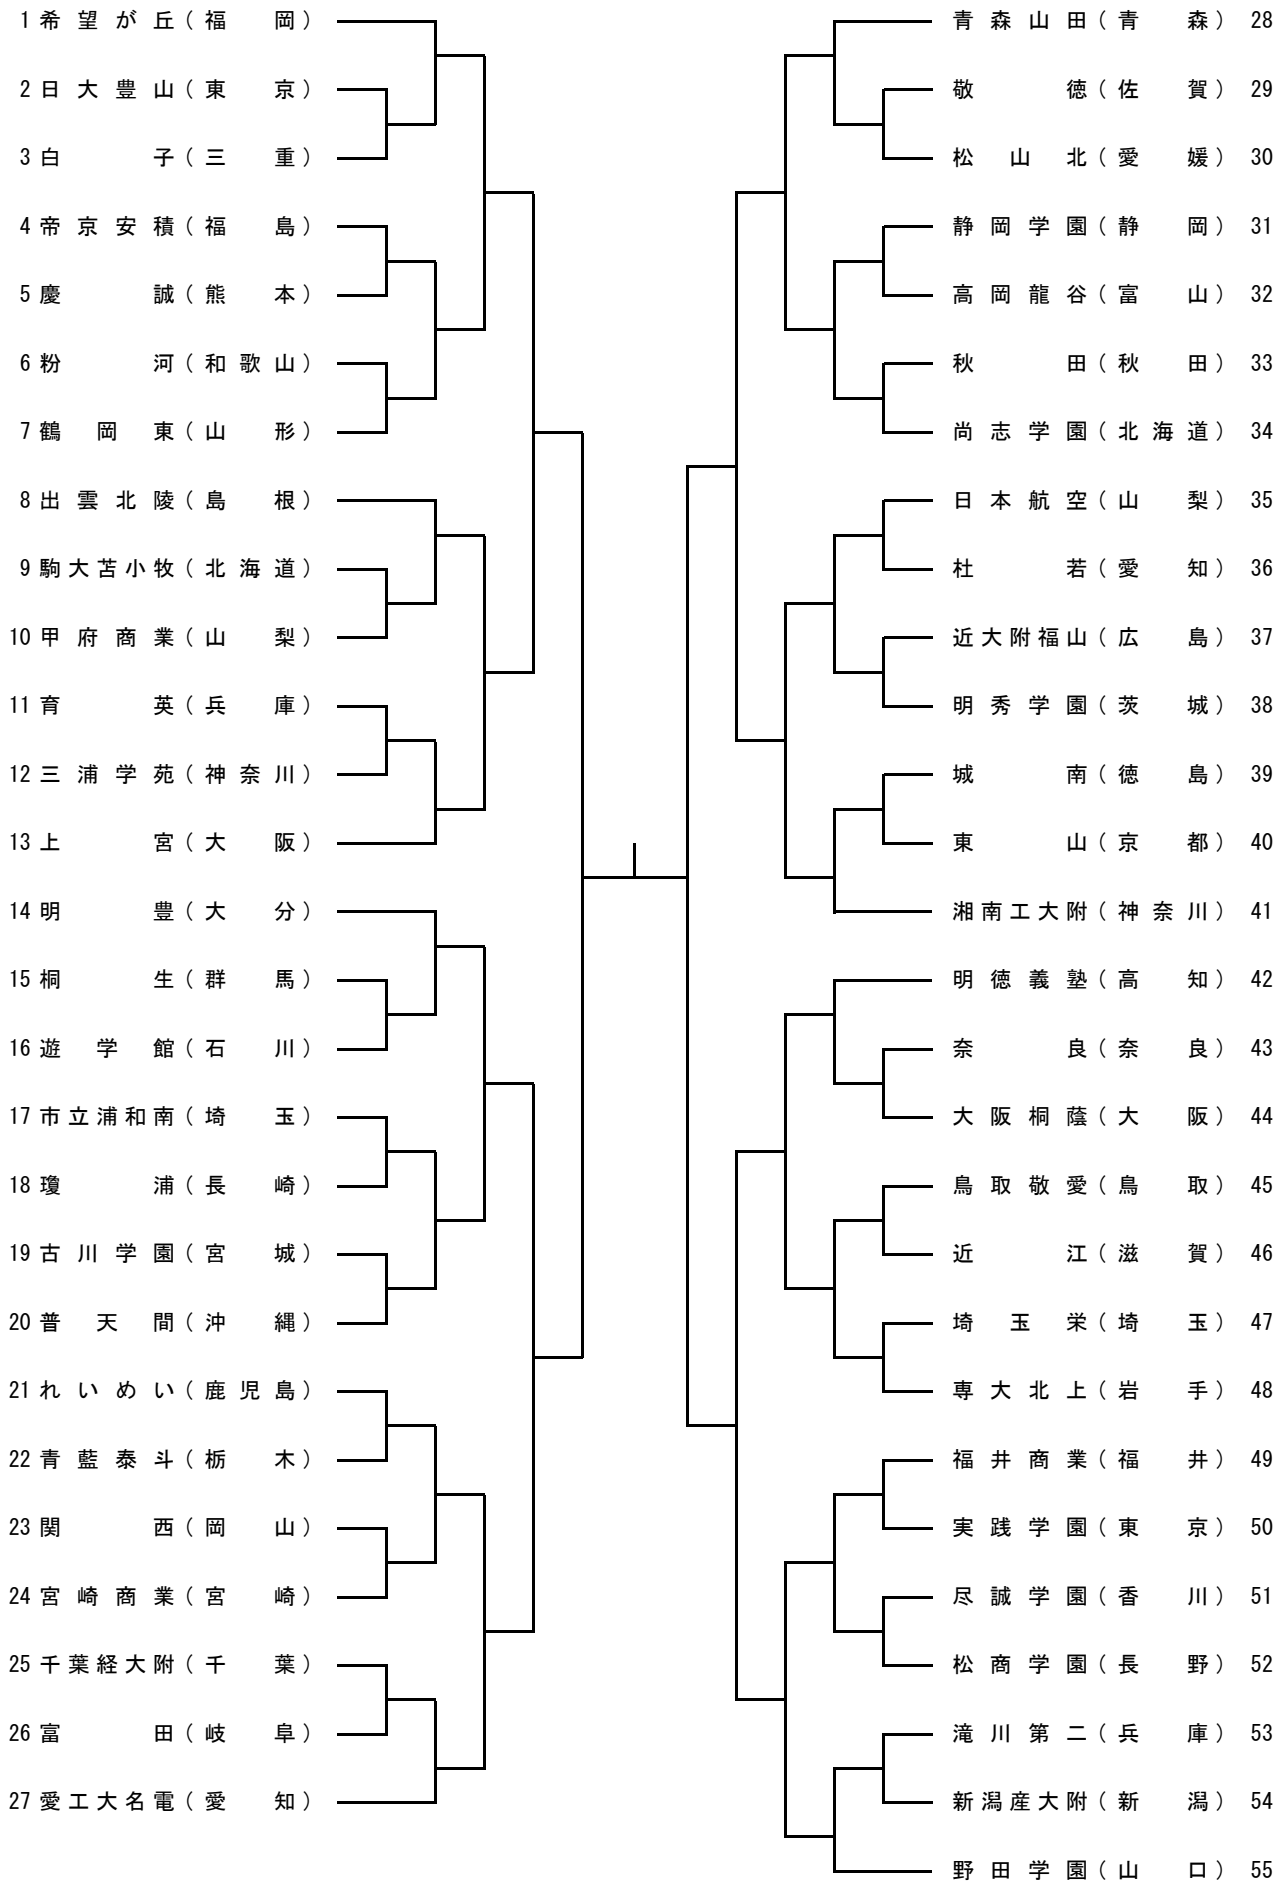 1 希望が丘（福岡）
2 日大豊山（東京）
3 白子（三重）
4 帝京安積（福島）
5 慶誠（熊本）
6 粉河（和歌山）
7 鶴岡東（山形）
8 出雲北陵（島根）
9 駒大苫小牧（北海道）
10 甲府商業（山梨）
11 育英（兵庫）
12 三浦学苑（神奈川）
13 上宮（大阪）
14 明豊（大分）
15 桐生（群馬）
16 遊学館（石川）
17 市立浦和南（埼玉）
18 瓊浦（長崎）
19 古川学園（宮城）
20 普天間（沖縄）
21 れいめい（鹿児島）
22 青藍泰斗（栃木）
23 関西（岡山）
24 宮崎商業（宮崎）
25 千葉経大附（千葉）
26 富田（岐阜）
27 愛工大名電（愛知）
青森山田（青森） 28
敬徳（佐賀） 29
松山北（愛媛） 30
静岡学園（静岡） 31
高岡龍谷（富山） 32
秋田（秋田） 33
尚志学園（北海道） 34
日本航空（山梨） 35
杜若（愛知） 36
近大附福山（広島） 37
明秀学園（茨城） 38
城南（徳島） 39
東山（京都） 40
湘南工大附（神奈川） 41
明徳義塾（高知） 42
奈良（奈良） 43
大阪桐蔭（大阪） 44
鳥取敬愛（鳥取） 45
近江（滋賀） 46
埼玉栄（埼玉） 47
専大北上（岩手） 48
福井商業（福井） 49
実践学園（東京） 50
尽誠学園（香川） 51
松商学園（長野） 52
滝川第二（兵庫） 53
新潟産大附（新潟） 54
野田学園（山口） 55